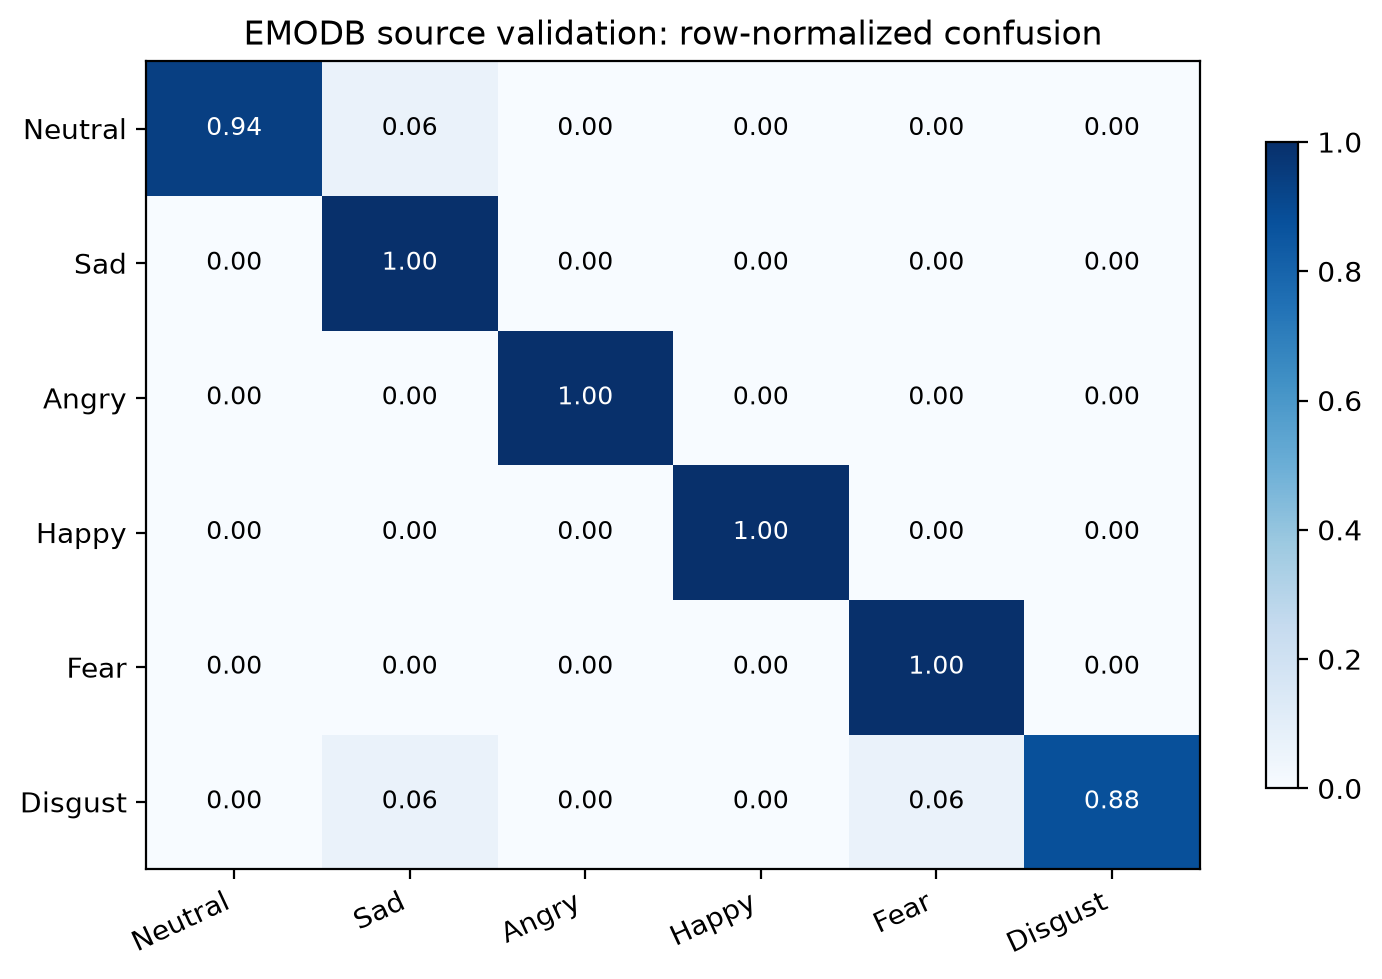 EMODB source validation: row-normalized confusion
Neutral 0.94 0.06 0.00 0.00 0.00 0.00
Sad 0.00 1.00 0.00 0.00 0.00 0.00
Angry 0.00 0.00 1.00 0.00 0.00 0.00
Happy 0.00 0.00 0.00 1.00 0.00 0.00
Fear 0.00 0.00 0.00 0.00 1.00 0.00
Disgust 0.00 0.06 0.00 0.00 0.06 0.88
Neutral Sad Angry Happy Fear Disgust
1.0
0.8
0.6
0.4
0.2
0.0